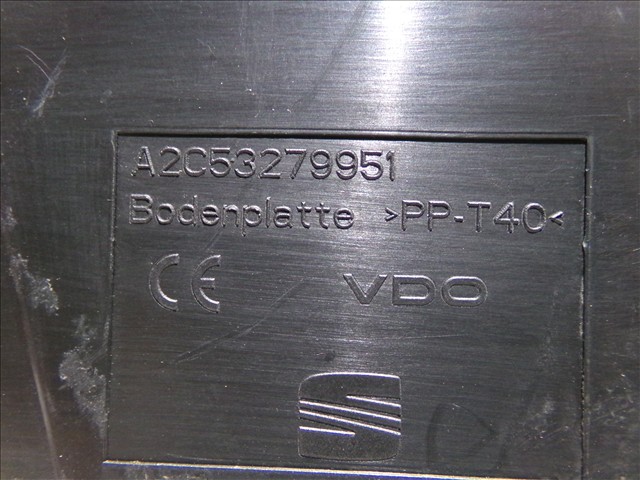 A2C53279951
Bodenplatte >PP-T40<
CE VDO